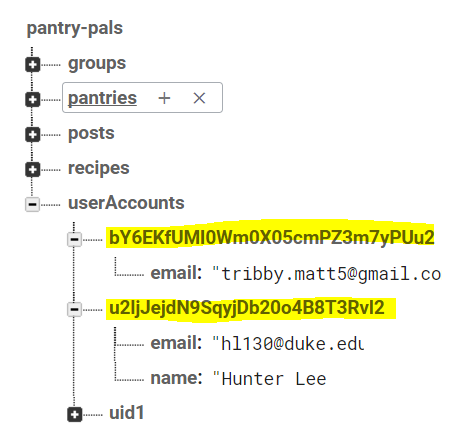 pantry-pals
groups
pantries + ×
posts
recipes
userAccounts
bY6EKfUMI0Wm0X05cmPZ3m7yPUu2
email: "tribby.matt5@gmail.co
u2ljJejdN9SqyjDb20o4B8T3Rvl2
email: "hl130@duke.edu
name: "Hunter Lee
uid1